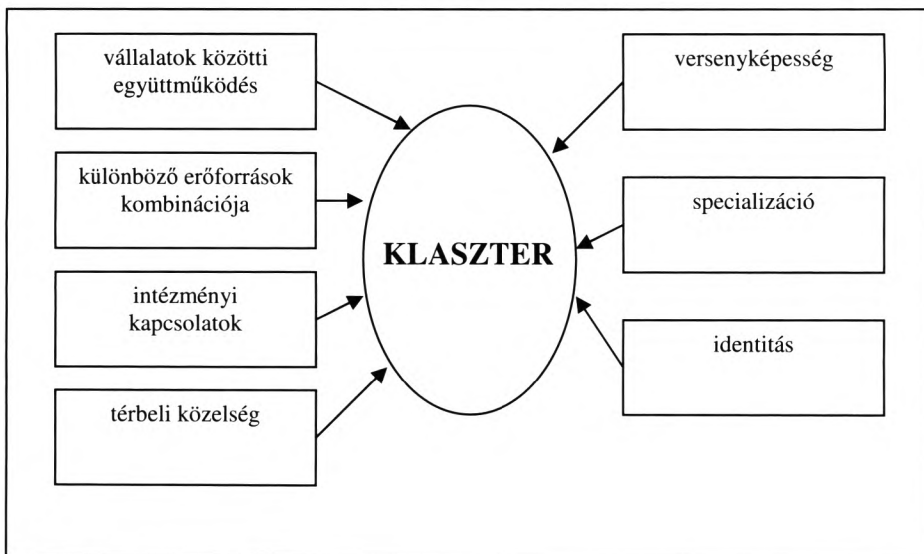 vállalatok közötti
együttműködés
különböző erőforrások
kombinációja
intézményi
kapcsolatok
térbeli közelség
KLASZTER
versenyképesség
specializáció
identitás